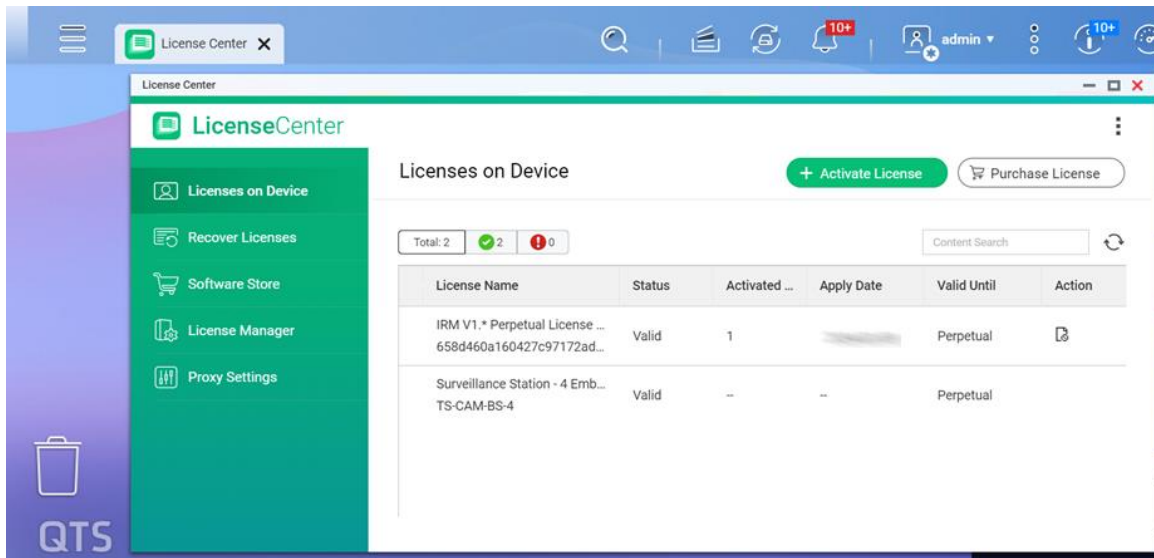 License Center
10+
admin
10+
License Center
LicenseCenter
Licenses on Device
Recover Licenses
Software Store
License Manager
Proxy Settings
Licenses on Device
+ Activate License
Purchase License
Total: 2
2
0
Content Search
License Name Status Activated ... Apply Date Valid Until Action
IRM V1.* Perpetual License ...
658d460a160427c97172ad...
Valid 1 Perpetual
Surveillance Station - 4 Emb...
TS-CAM-BS-4
Valid -- -- Perpetual
QTS